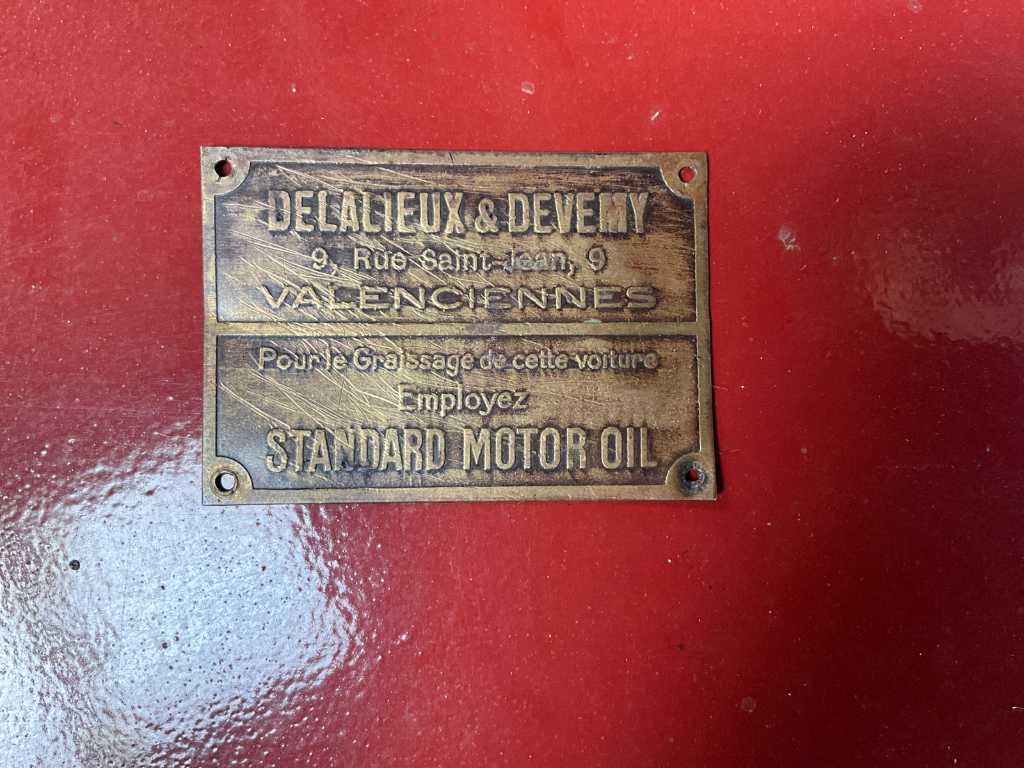 DELALIEUX & DEVEMY
9, Rue Saint-Jean, 9
VALENCIENNES
Pour le Graissage de cette voiture
Employez
STANDARD MOTOR OIL